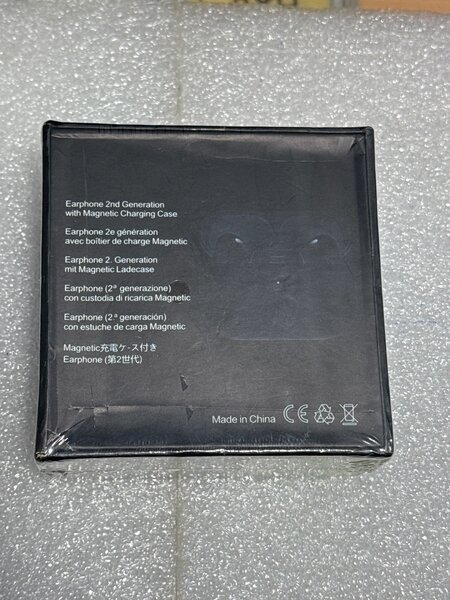 Earphone 2nd Generation
with Magnetic Charging Case
Earphone 2e génération
avec boîtier de charge Magnetic
Earphone 2. Generation
mit Magnetic Ladecase
Earphone (2ª generazione)
con custodia di ricarica Magnetic
Earphone (2.ª generación)
con estuche de carga Magnetic
Magnetic充電ケ-ス付き
Earphone (第2世代)
Made in China CE